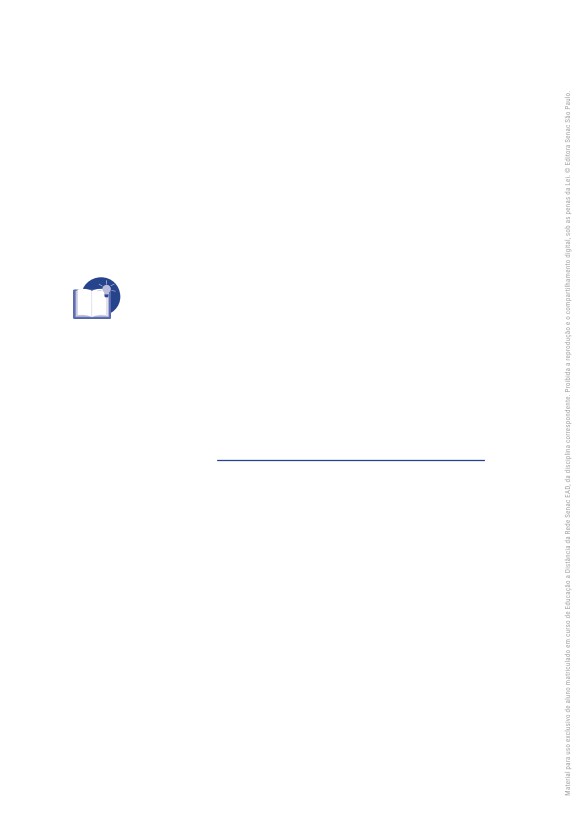 Material para uso exclusivo de aluno matriculado em curso de Educação a Distância da Rede Senac EAD, da disciplina correspondente. Proibida a reprodução e o compartilhamento digital, sob as penas da Lei. © Editora Senac São Paulo.